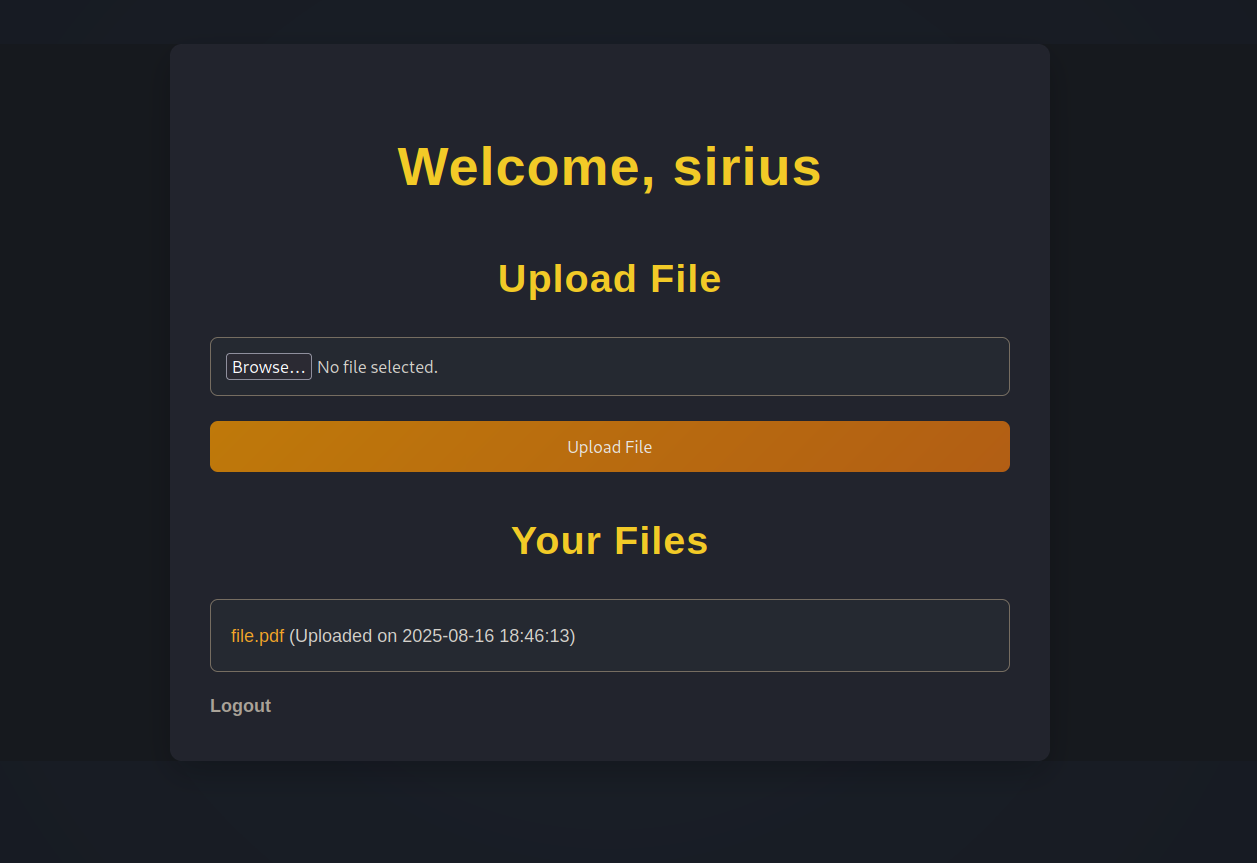 Welcome, sirius
Upload File
Browse... No file selected.
Upload File
Your Files
file.pdf (Uploaded on 2025-08-16 18:46:13)
Logout